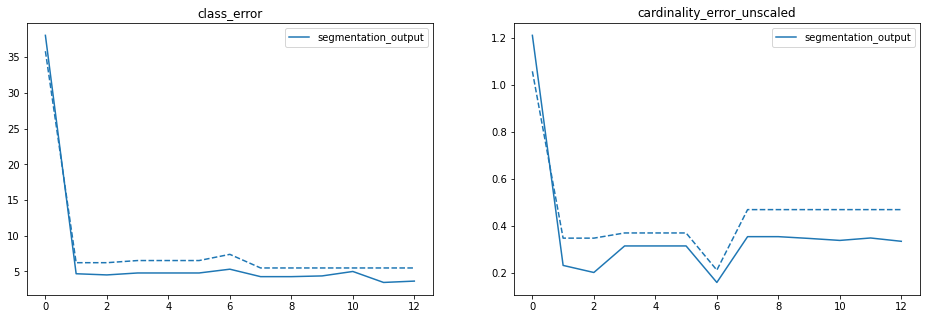 class_error
segmentation_output
35
30
25
20
15
10
5
0 2 4 6 8 10 12
cardinality_error_unscaled
segmentation_output
1.2
1.0
0.8
0.6
0.4
0.2
0 2 4 6 8 10 12